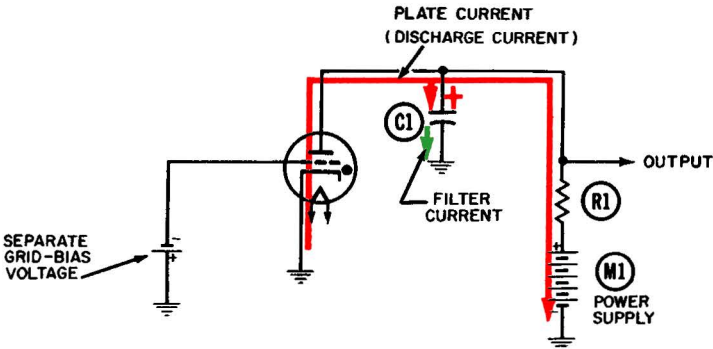 PLATE CURRENT
(DISCHARGE CURRENT)
+
C1
OUTPUT
FILTER
CURRENT
R1
SEPARATE
GRID-BIAS
VOLTAGE
-
+
+
M1
-
POWER
SUPPLY